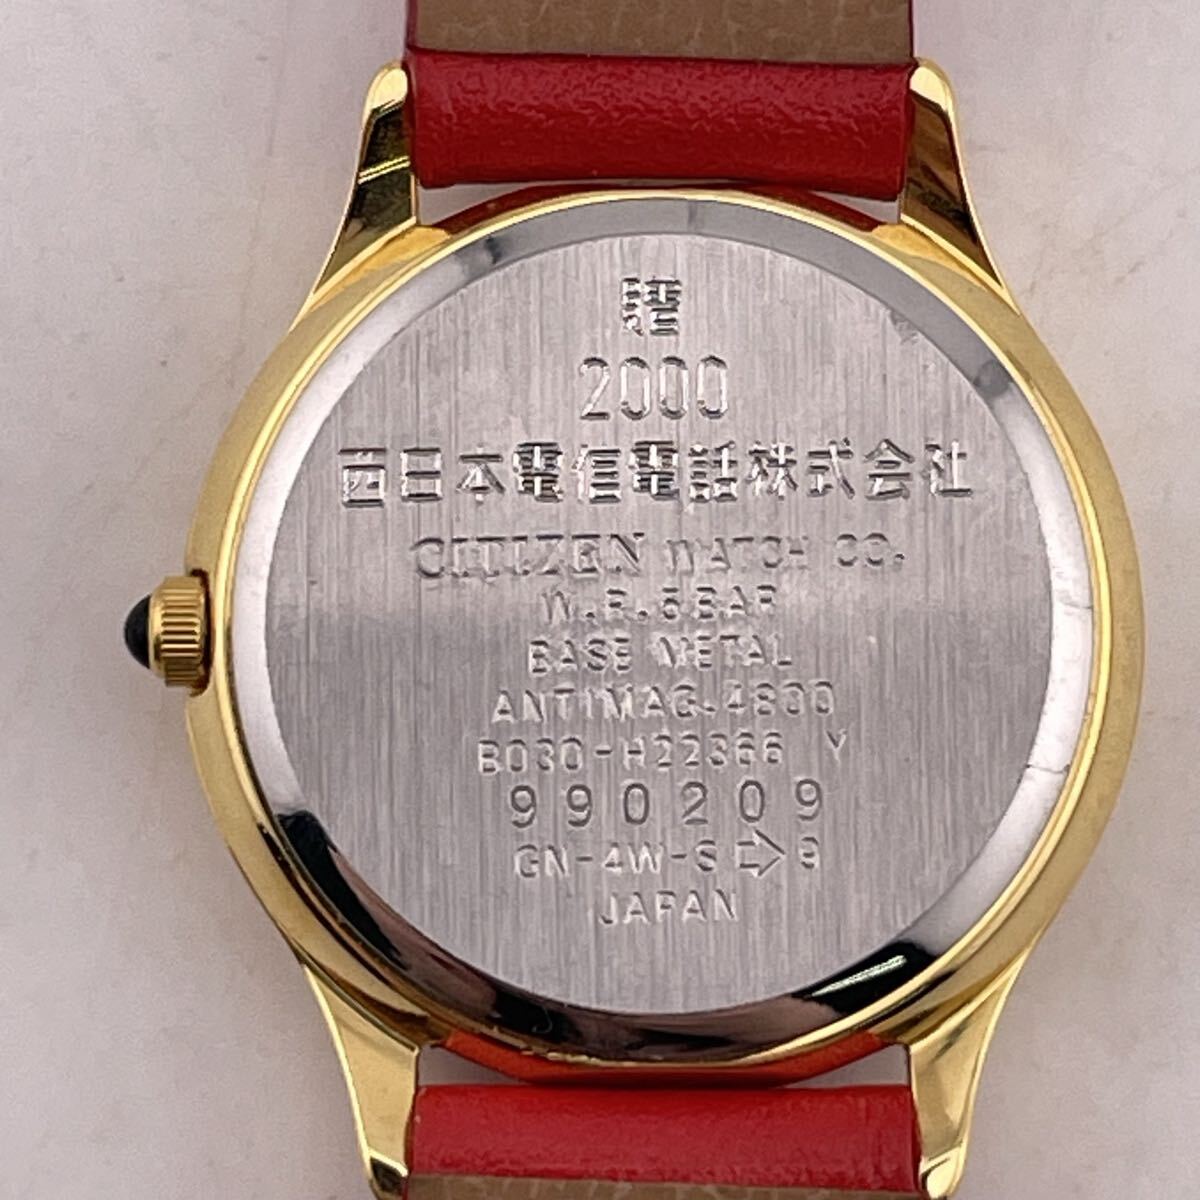 贈
2000
西日本電信電話株式会社
CITIZEN WATCH CO.
W.R.5BAR
BASE METAL
ANTIMAG.4800
B030-H22366 Y
990209
GN-4W-S ⇨ 9
JAPAN